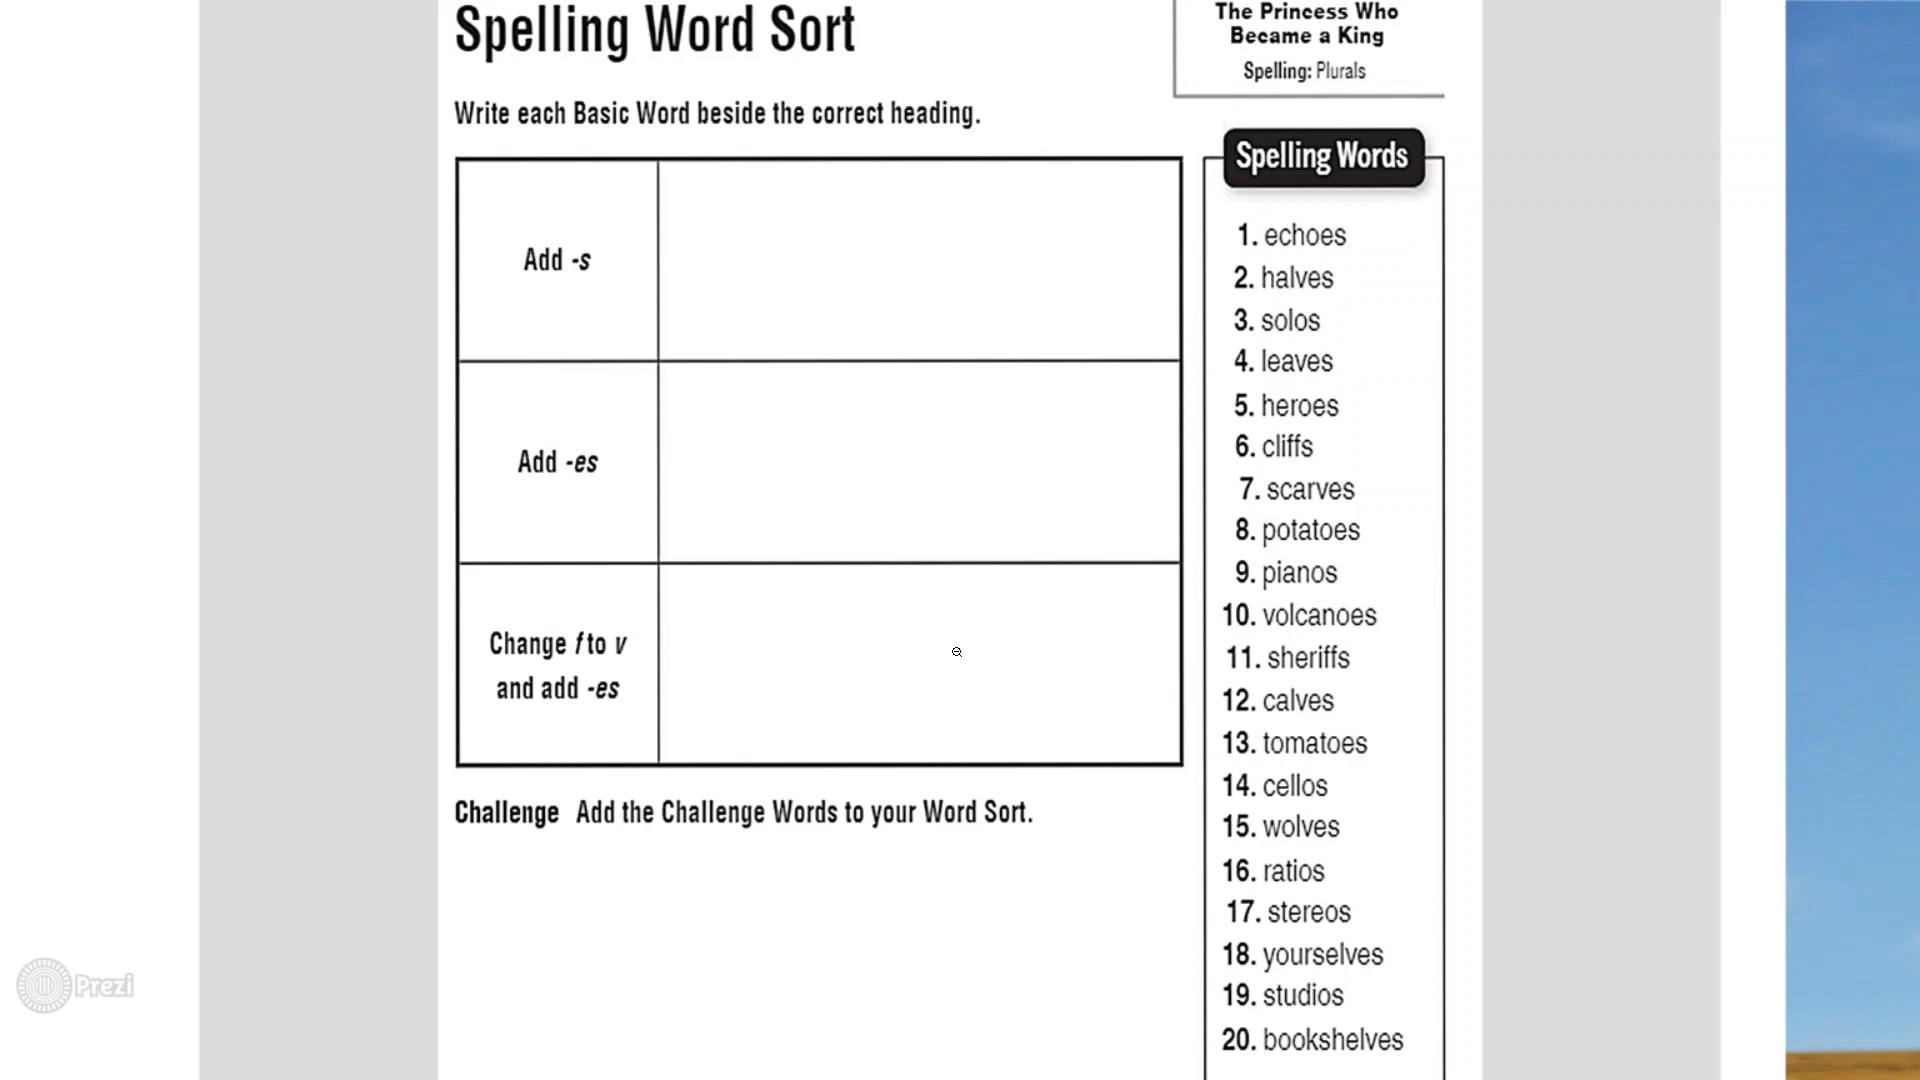 Spelling Word Sort
The Princess Who
Became a King
Spelling: Plurals
Write each Basic Word beside the correct heading.
Add -s
Add -es
Change f to v
and add -es
Challenge Add the Challenge Words to your Word Sort.
Spelling Words
1. echoes
2. halves
3. solos
4. leaves
5. heroes
6. cliffs
7. scarves
8. potatoes
9. pianos
10. volcanoes
11. sheriffs
12. calves
13. tomatoes
14. cellos
15. wolves
16. ratios
17. stereos
18. yourselves
19. studios
20. bookshelves
Prezi